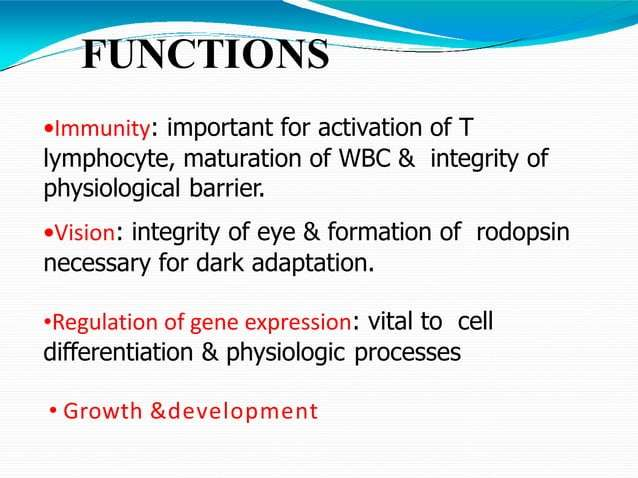 FUNCTIONS
•Immunity: important for activation of T
lymphocyte, maturation of WBC & integrity of
physiological barrier.
•Vision: integrity of eye & formation of rodopsin
necessary for dark adaptation.
•Regulation of gene expression: vital to cell
differentiation & physiologic processes
• Growth &development